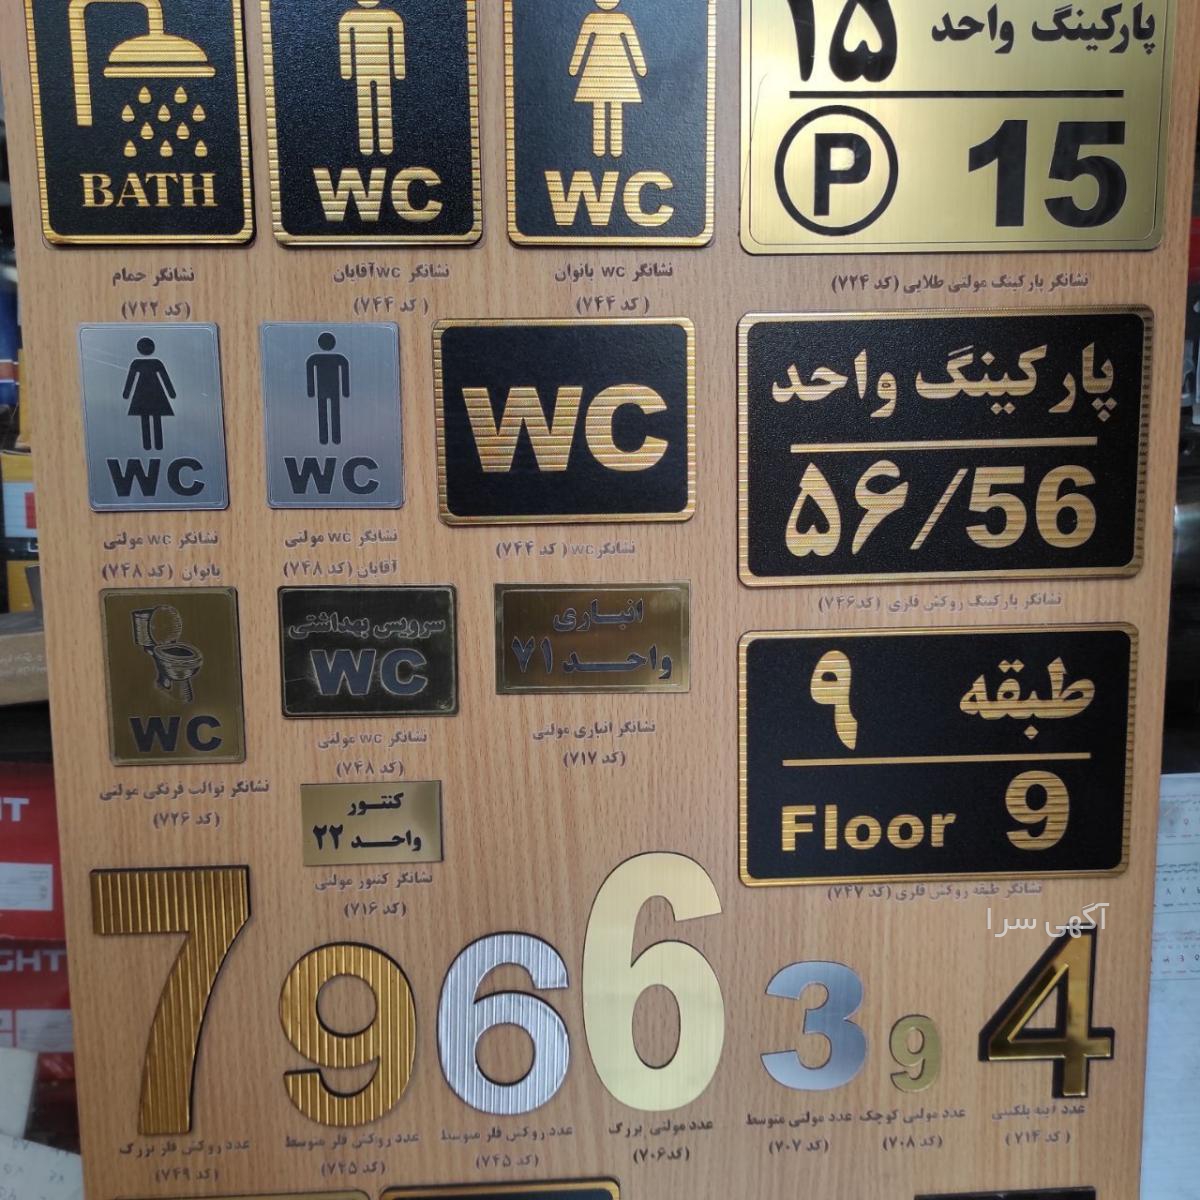 BATH
نشانگر حمام
(کد ۷۲۲)
WC
نشانگر WC آقایان
(کد ۷۴۴)
WC
نشانگر WC بانوان
(کد ۷۴۴)
پارکینگ واحد ۱۵
P 15
نشانگر پارکینگ مولتی طلایی (کد ۷۲۴)
WC
نشانگر WC مولتی
بانوان (کد ۷۴۸)
WC
نشانگر WC مولتی
آقایان (کد ۷۴۸)
WC
نشانگر WC (کد ۷۴۴)
پارکینگ واحد
۵۶/56
نشانگر پارکینگ روکش فلزی (کد ۷۴۶)
WC
نشانگر توالت فرنگی مولتی
(کد ۷۲۶)
سرویس بهداشتی
WC
نشانگر WC مولتی
(کد ۷۴۸)
انباری
واحد ۷۱
نشانگر انباری مولتی
(کد ۷۱۷)
طبقه ۹
Floor 9
نشانگر طبقه روکش فلزی (کد ۷۴۷)
کنتور
واحد ۲۲
نشانگر کنتور مولتی
(کد ۷۱۶)
آگهی سرا
7
عدد روکش فلز بزرگ
(کد ۷۴۹)
9
عدد روکش فلز متوسط
(کد ۷۴۵)
6
عدد روکش فلز متوسط
(کد ۷۴۵)
6
عدد مولتی بزرگ
(کد ۷۰۶)
3
عدد مولتی متوسط
(کد ۷۰۷)
9
عدد مولتی کوچک
(کد ۷۰۸)
4
عدد آینه پلکسی
(کد ۷۱۴)